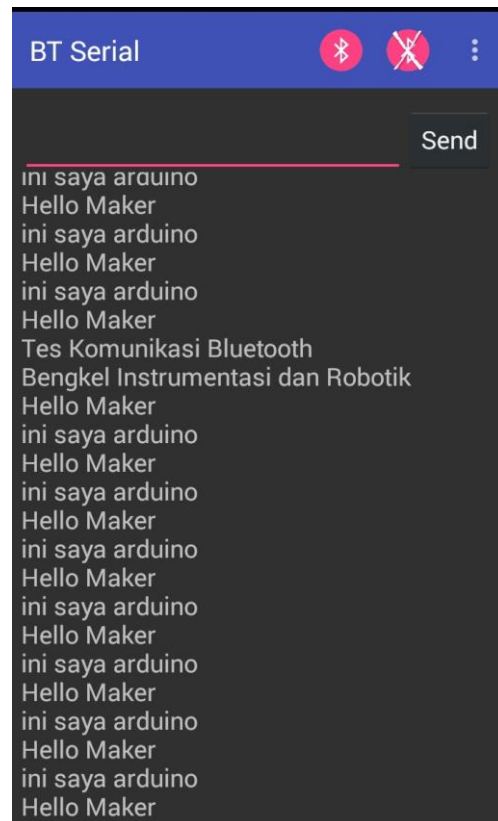 BT Serial
Send
ini saya arduino
Hello Maker
ini saya arduino
Hello Maker
ini saya arduino
Hello Maker
Tes Komunikasi Bluetooth
Bengkel Instrumentasi dan Robotik
Hello Maker
ini saya arduino
Hello Maker
ini saya arduino
Hello Maker
ini saya arduino
Hello Maker
ini saya arduino
Hello Maker
ini saya arduino
Hello Maker
ini saya arduino
Hello Maker
ini saya arduino
Hello Maker